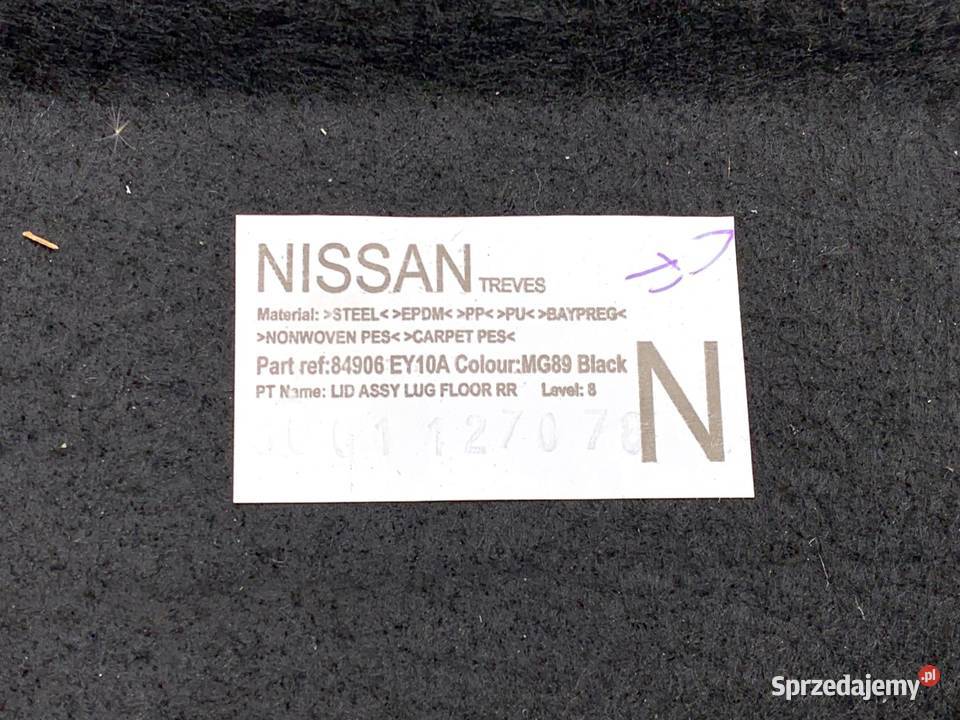 NISSAN TREVES
Material: >STEEL< >EPDM< >PP< >PU< >BAYPREG<
>NONWOVEN PES< >CARPET PES<
Part ref:84906 EY10A Colour:MG89 Black
PT Name: LID ASSY LUG FLOOR RR Level: 8
N
Sprzedajemy.pl